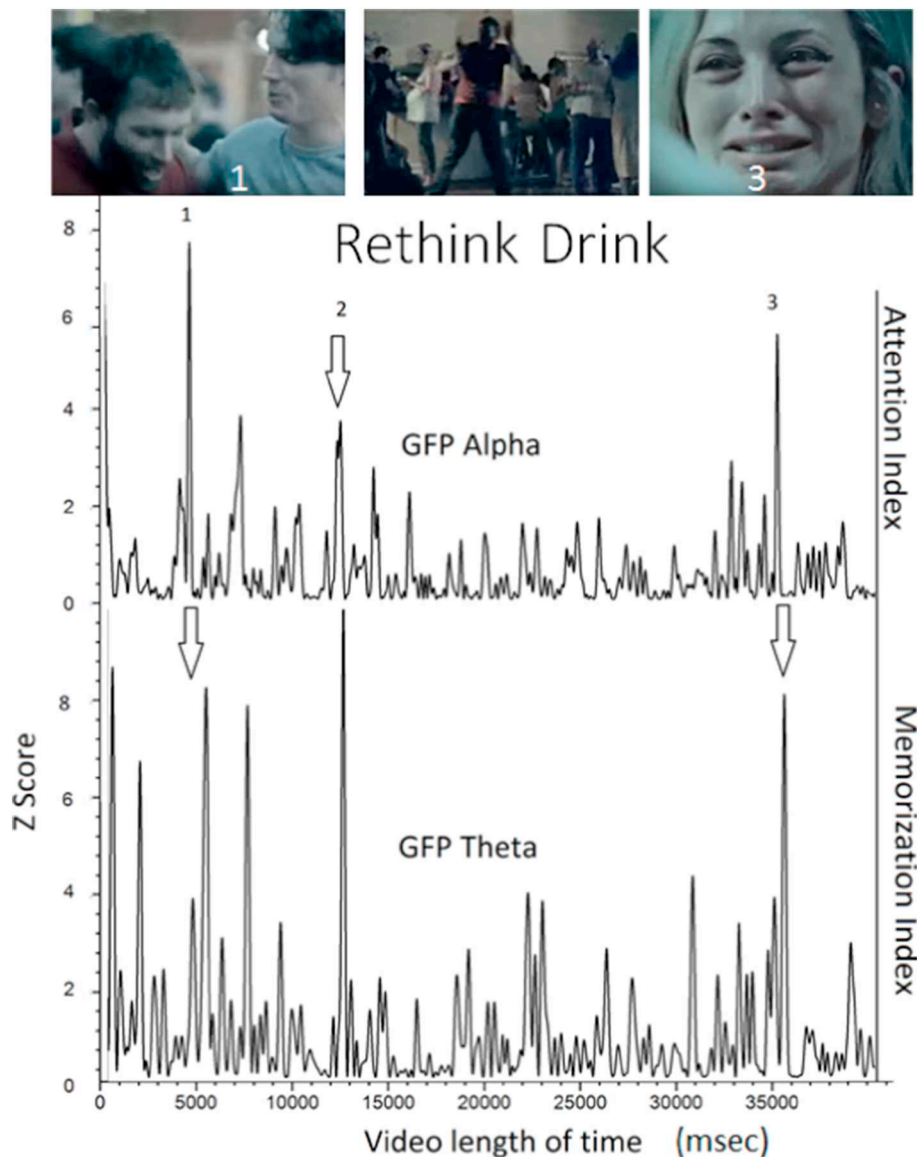 1
3
Rethink Drink
1
2
3
8
6
4
2
0
GFP Alpha
Attention Index
8
6
4
2
0
GFP Theta
Z Score
Memorization Index
0 5000 10000 15000 20000 25000 30000 35000
Video length of time (msec)